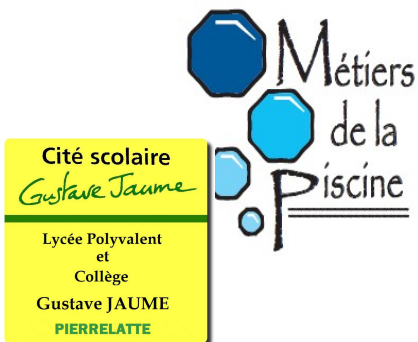 Métiers
de la
Piscine
Cité scolaire
Gustave Jaume
Lycée Polyvalent
et
Collège
Gustave JAUME
PIERRELATTE